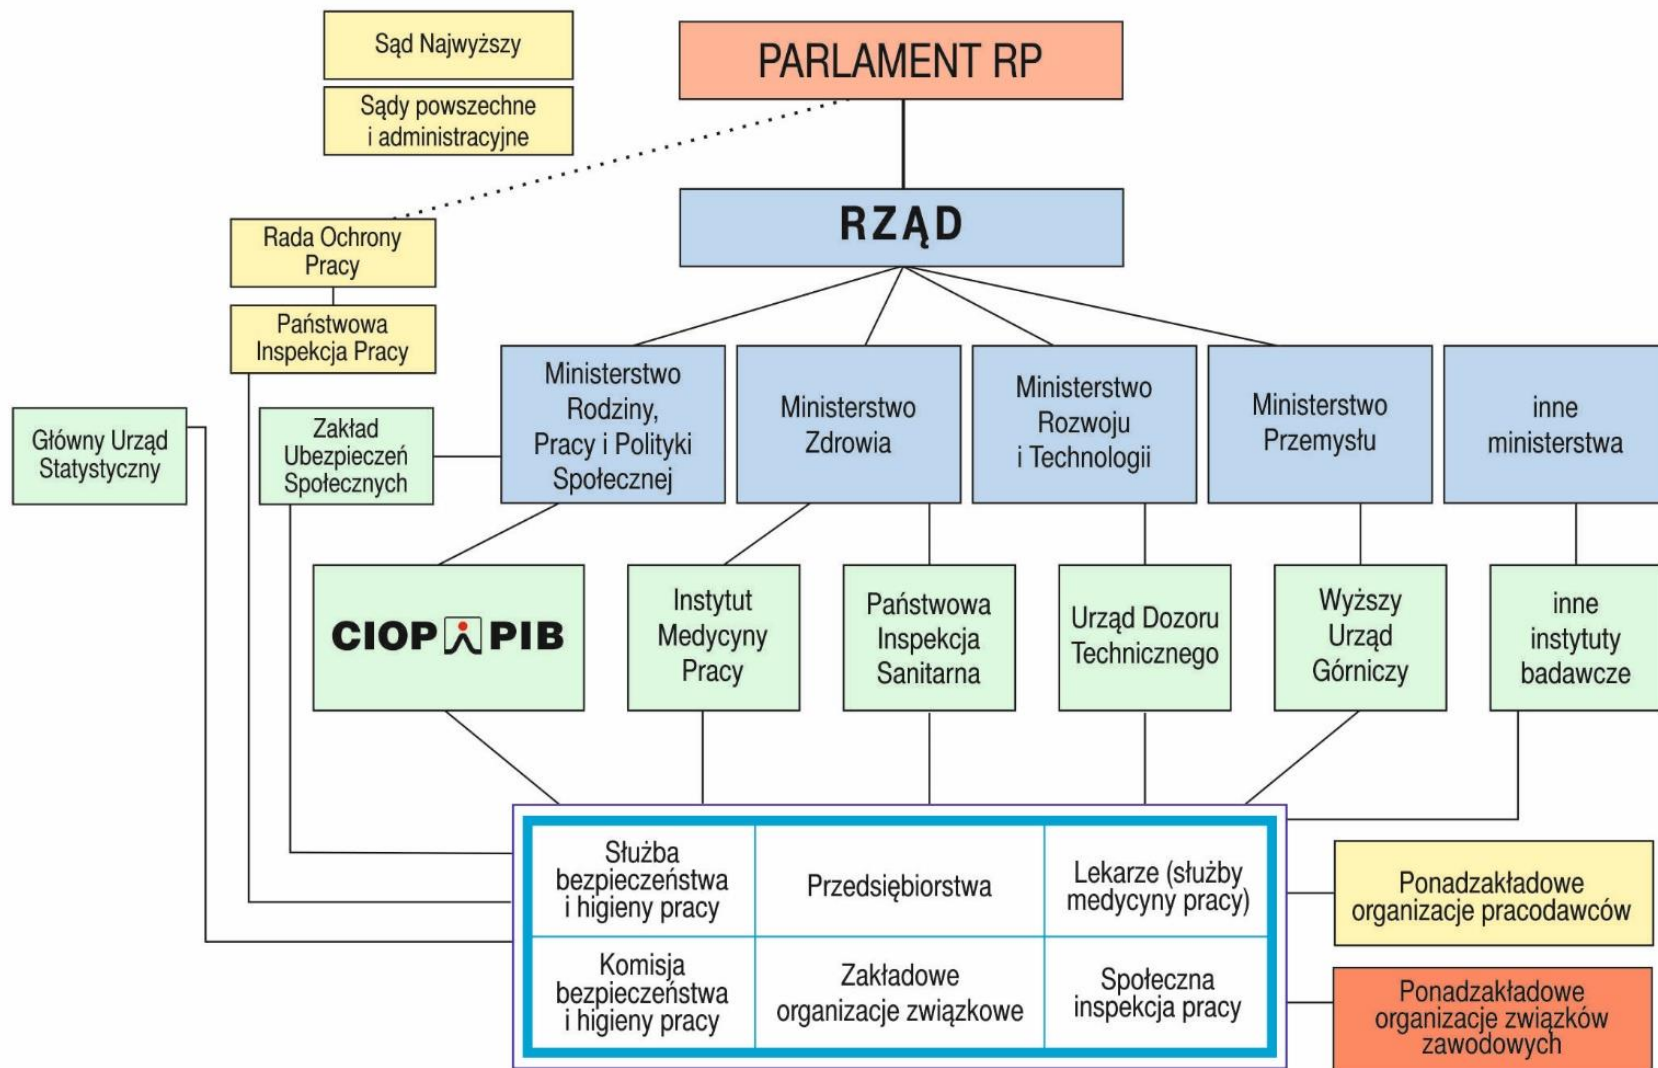 Sąd Najwyższy
PARLAMENT RP
Sądy powszechne
i administracyjne
RZĄD
Rada Ochrony
Pracy
Państwowa
Inspekcja Pracy
Główny Urząd
Statystyczny
Zakład
Ubezpieczeń
Społecznych
Ministerstwo
Rodziny,
Pracy i Polityki
Społecznej
Ministerstwo
Zdrowia
Ministerstwo
Rozwoju
i Technologii
Ministerstwo
Przemysłu
inne
ministerstwa
CIOP PIB
Instytut
Medycyny
Pracy
Państwowa
Inspekcja
Sanitarna
Urząd Dozoru
Technicznego
Wyższy
Urząd
Górniczy
inne
instytuty
badawcze
Służba
bezpieczeństwa
i higieny pracy
Przedsiębiorstwa
Lekarze (służby
medycyny pracy)
Ponadzakładowe
organizacje pracodawców
Komisja
bezpieczeństwa
i higieny pracy
Zakładowe
organizacje związkowe
Społeczna
inspekcja pracy
Ponadzakładowe
organizacje związków
zawodowych